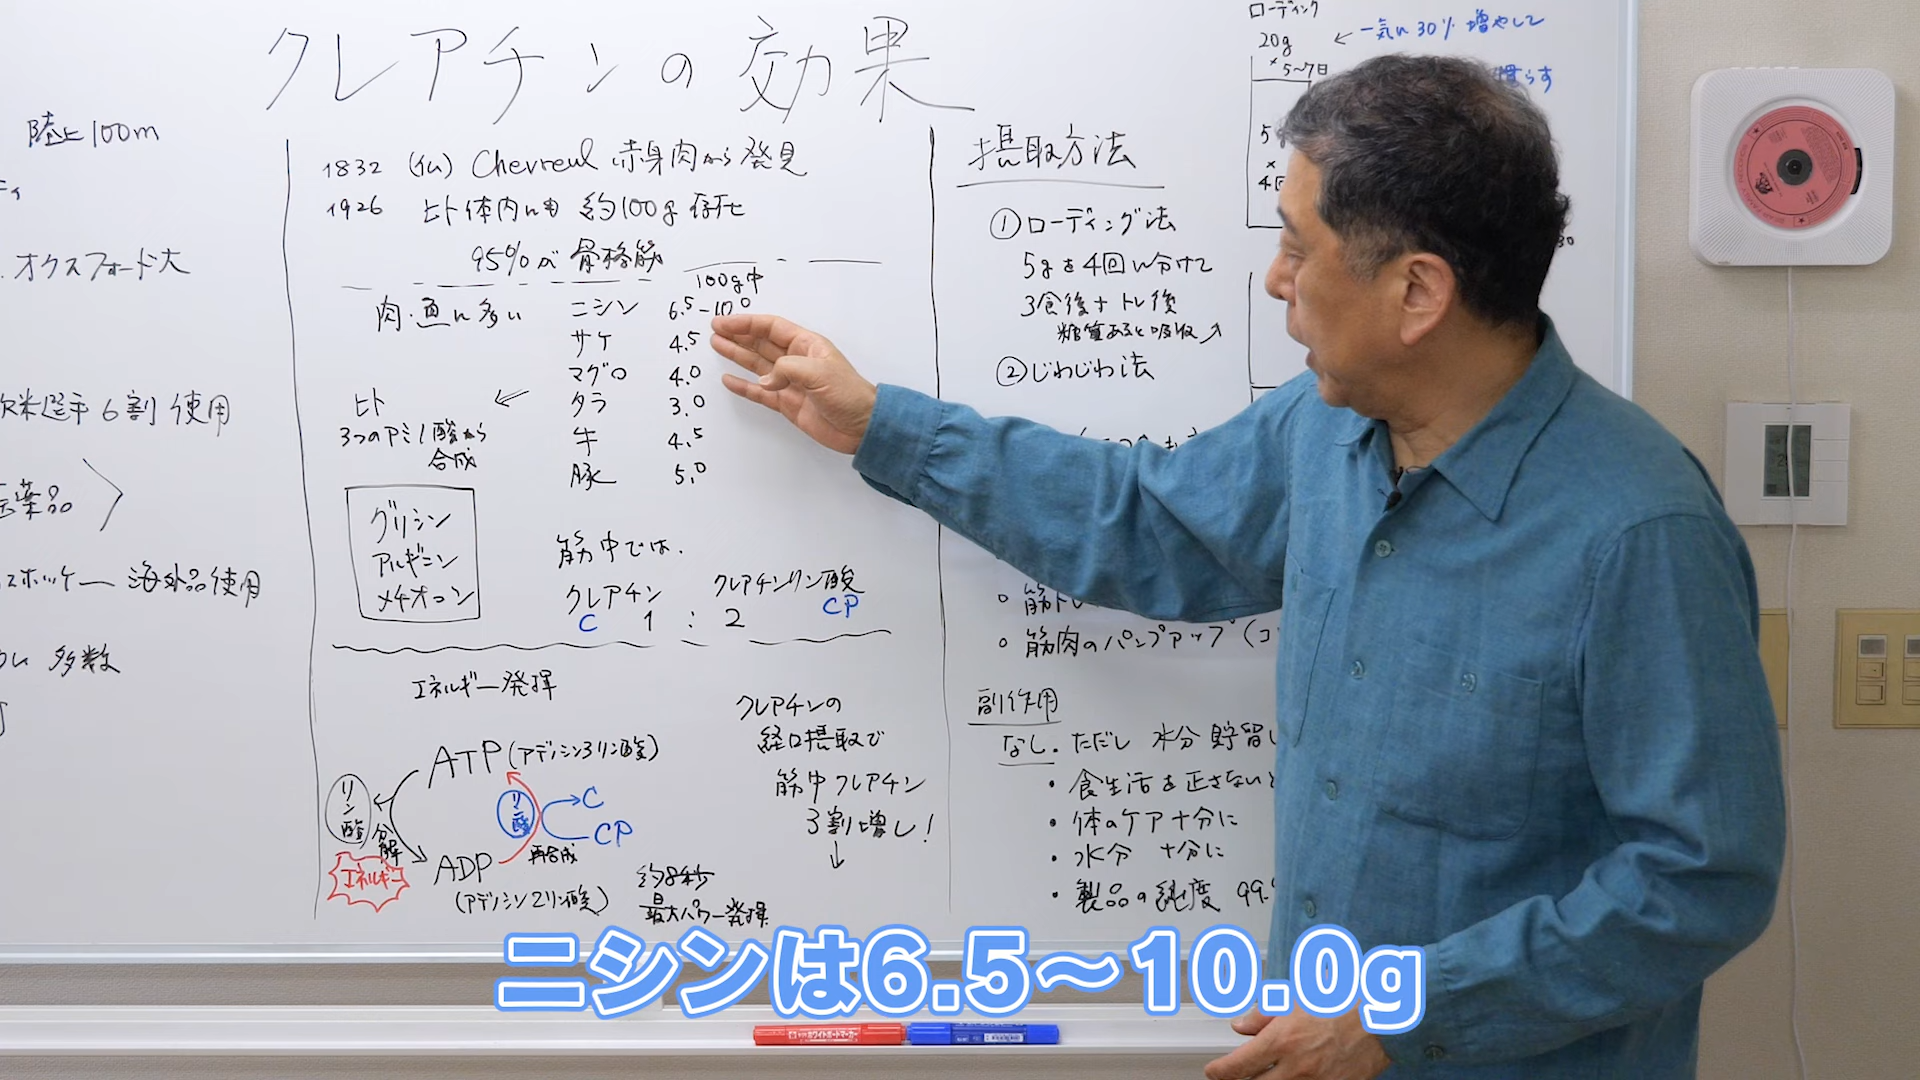 クレアチンの効果
陸上100m
オクスフォード大
欧米選手6割使用
医薬品
海外品使用
多数
1832 (仏) Chevreul 赤身肉から発見
1926 ヒト体内にも 約100g 存在
95%が骨格筋
100g中
肉・魚に多い
ニシン 6.5-10.0
サケ 4.5
マグロ 4.0
タラ 3.0
牛 4.5
豚 5.0
ヒト
3つのアミノ酸から
合成
グリシン
アルギニン
メチオニン
筋中では、
クレアチン クレアチンリン酸
C 1 : 2 CP
エネルギー発揮
ATP (アデノシン3リン酸)
リン酸
分解
エネルギー
リン酸
C
CP
再合成
ADP
(アデノシン2リン酸)
約8秒
最大パワー発揮
クレアチンの
経口摂取で
筋中クレアチン
3割増し!
↓
摂取方法
①ローディング法
5gを4回に分けて
3食後+トレ後
糖質あると吸収↗
②じわじわ法
ローディング
20g
×5~7日
←一気に30%増やして
らす
4回
筋トレ
筋肉のパンプアップ
副作用
なし. ただし 水分貯留し
・食生活を正さないと
・体のケア十分に
・水分 十分に
・製品の純度 99.
ニシンは6.5〜10.0g